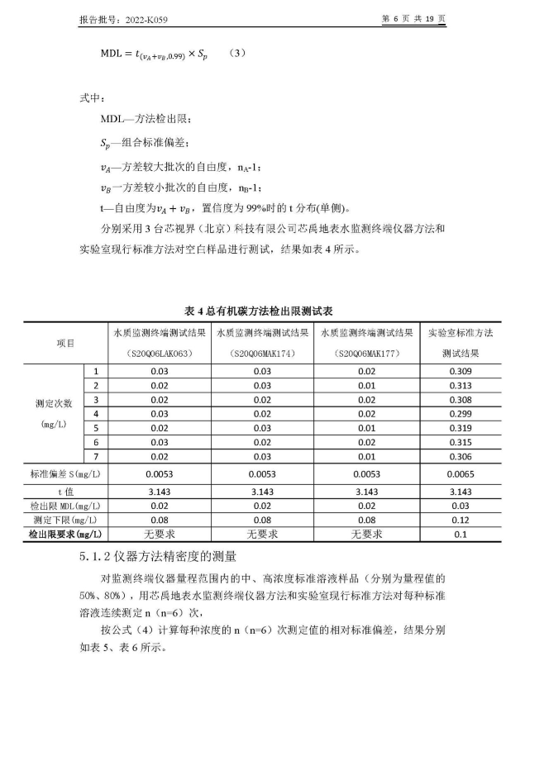 报告批号：2022-K059 第 6 页 共 19 页
MDL = t(vA+vB,0.99) × Sp （3）
式中：
MDL—方法检出限；
Sp—组合标准偏差；
vA—方差较大批次的自由度，nA-1；
vB—方差较小批次的自由度，nB-1；
t—自由度为vA + vB，置信度为 99%时的 t 分布(单侧)。
分别采用 3 台芯视界（北京）科技有限公司芯禹地表水监测终端仪器方法和
实验室现行标准方法对空白样品进行测试，结果如表 4 所示。
表 4 总有机碳方法检出限测试表
项目 水质监测终端测试结果（S20Q06LAK063） 水质监测终端测试结果（S20Q06MAK174） 水质监测终端测试结果（S20Q06MAK177） 实验室标准方法测试结果
测定次数(mg/L)
1 0.03 0.03 0.02 0.309
2 0.02 0.03 0.01 0.313
3 0.02 0.02 0.02 0.308
4 0.03 0.02 0.02 0.299
5 0.02 0.03 0.01 0.319
6 0.03 0.02 0.02 0.315
7 0.02 0.03 0.01 0.306
标准偏差 S(mg/L) 0.0053 0.0053 0.0053 0.0065
t 值 3.143 3.143 3.143 3.143
检出限 MDL(mg/L) 0.02 0.02 0.02 0.03
测定下限(mg/L) 0.08 0.08 0.08 0.12
检出限要求(mg/L) 无要求 无要求 无要求 0.1
5.1.2 仪器方法精密度的测量
对监测终端仪器量程范围内的中、高浓度标准溶液样品（分别为量程值的
50%、80%），用芯禹地表水监测终端仪器方法和实验室现行标准方法对每种标准
溶液连续测定 n（n=6）次，
按公式（4）计算每种浓度的 n（n=6）次测定值的相对标准偏差，结果分别
如表 5、表 6 所示。